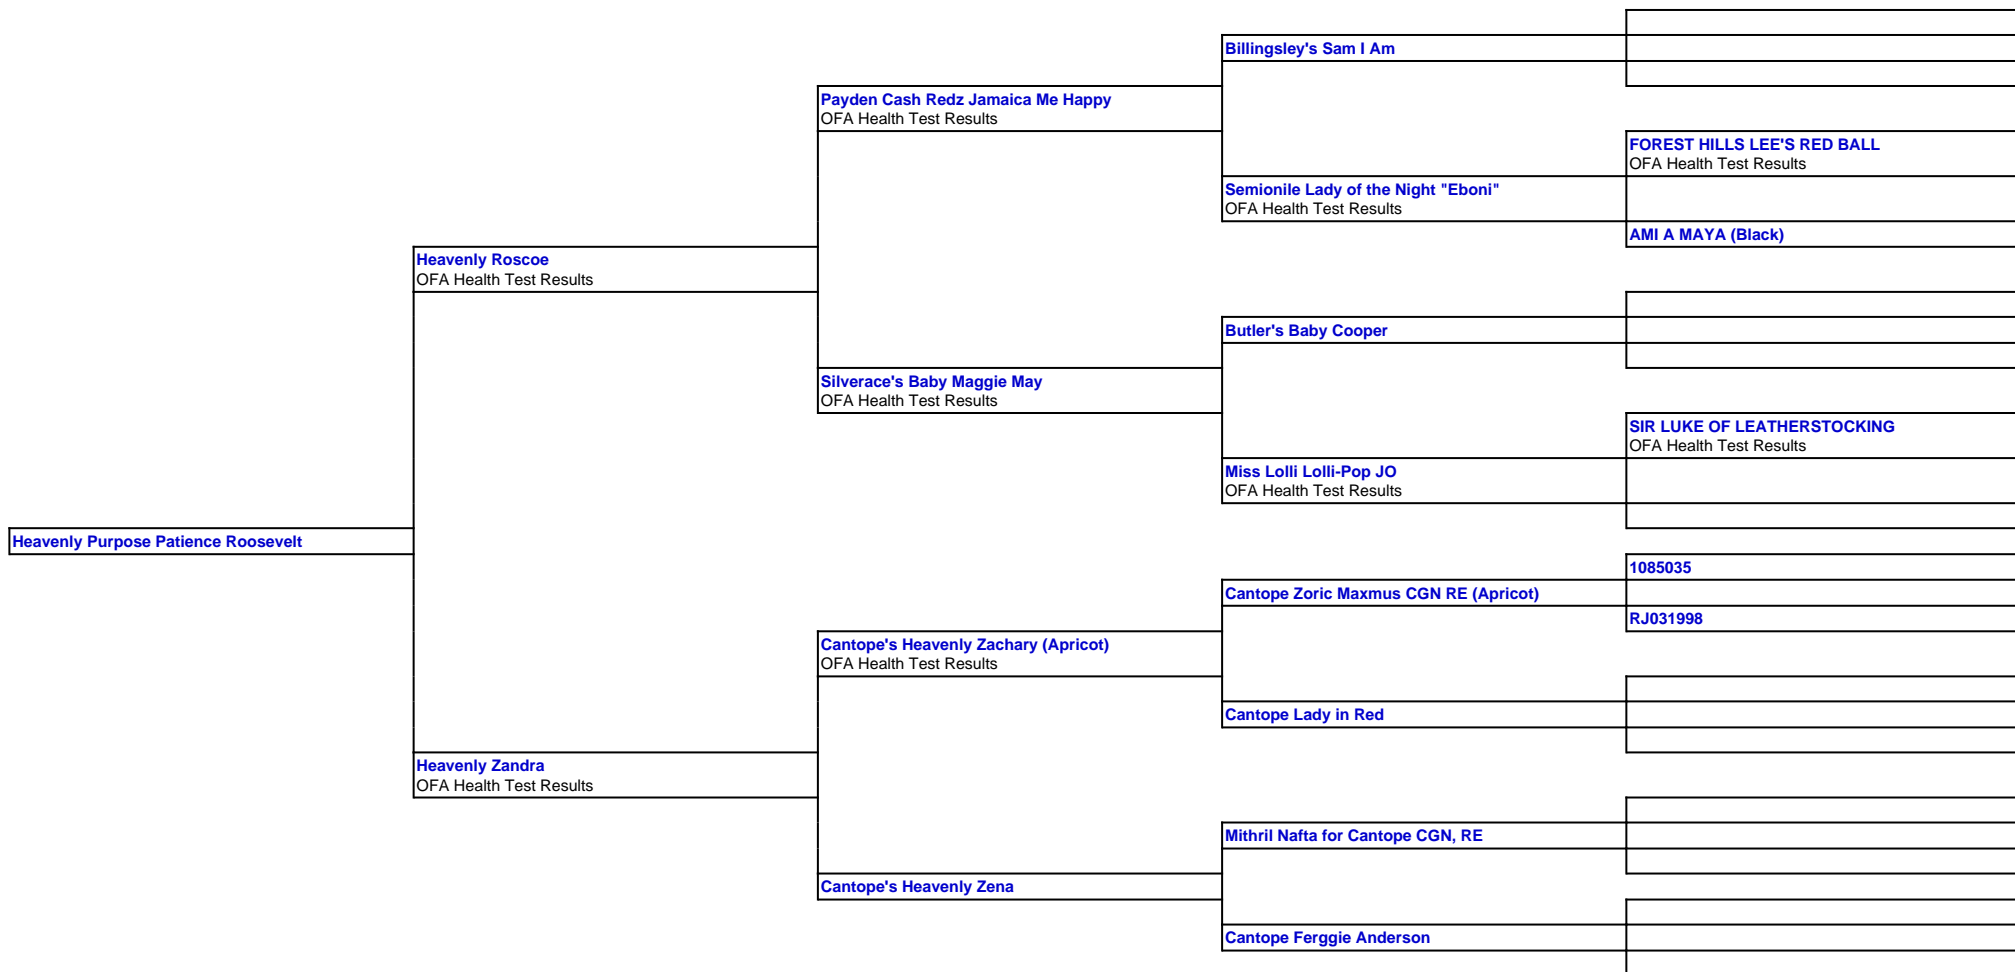 Billingsley's Sam I Am
Payden Cash Redz Jamaica Me Happy
OFA Health Test Results
FOREST HILLS LEE'S RED BALL
OFA Health Test Results
Semionile Lady of the Night "Eboni"
OFA Health Test Results
AMI A MAYA (Black)
Heavenly Roscoe
OFA Health Test Results
Butler's Baby Cooper
Silverace's Baby Maggie May
OFA Health Test Results
SIR LUKE OF LEATHERSTOCKING
OFA Health Test Results
Miss Lolli Lolli-Pop JO
OFA Health Test Results
Heavenly Purpose Patience Roosevelt
1085035
Cantope Zoric Maxmus CGN RE (Apricot)
RJ031998
Cantope's Heavenly Zachary (Apricot)
OFA Health Test Results
Cantope Lady in Red
Heavenly Zandra
OFA Health Test Results
Mithril Nafta for Cantope CGN, RE
Cantope's Heavenly Zena
Cantope Ferggie Anderson